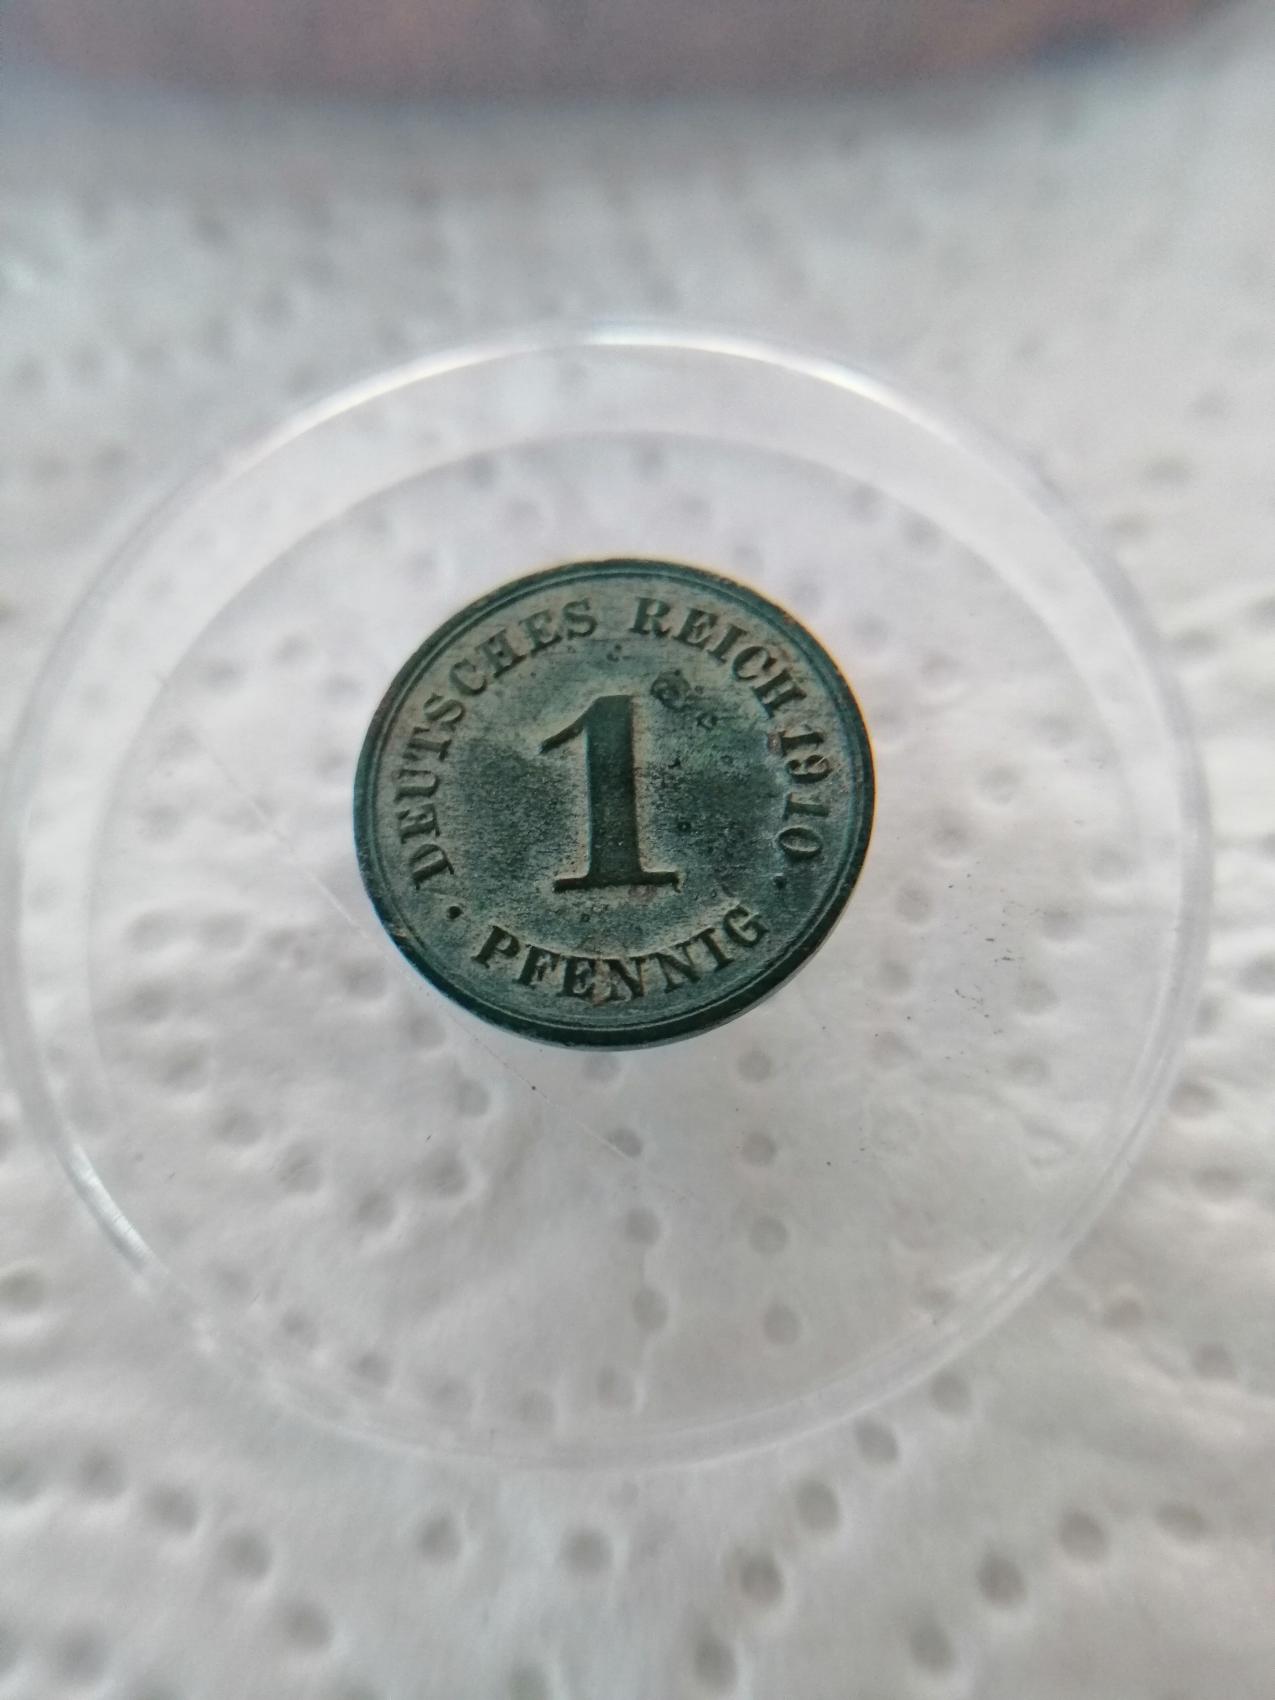 · DEUTSCHES REICH 1910 ·
1
PFENNIG